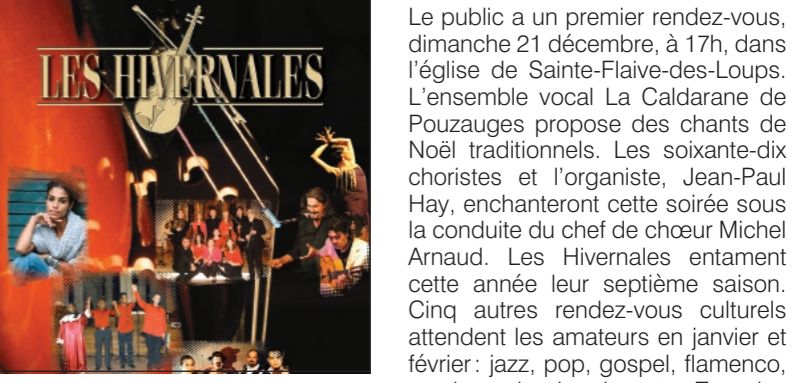 LES HIVERNALES
Le public a un premier rendez-vous,
dimanche 21 décembre, à 17h, dans
l'église de Sainte-Flaive-des-Loups.
L'ensemble vocal La Caldarane de
Pouzauges propose des chants de
Noël traditionnels. Les soixante-dix
choristes et l'organiste, Jean-Paul
Hay, enchanteront cette soirée sous
la conduite du chef de chœur Michel
Arnaud. Les Hivernales entament
cette année leur septième saison.
Cinq autres rendez-vous culturels
attendent les amateurs en janvier et
février : jazz, pop, gospel, flamenco,